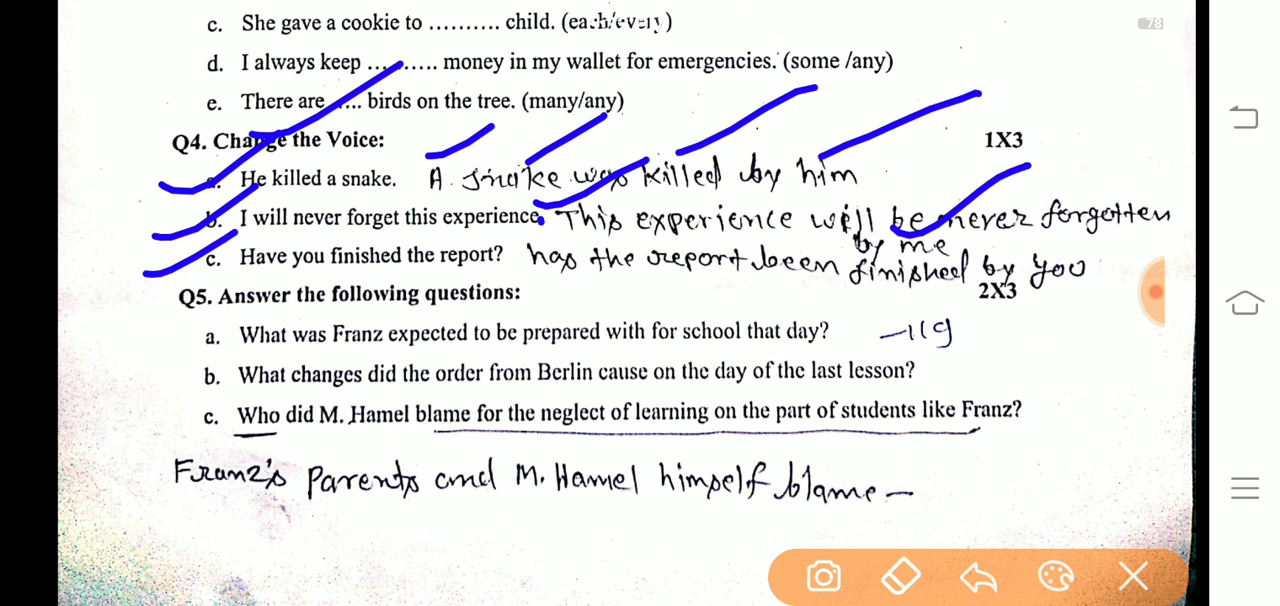 c. She gave a cookie to .......... child. (each/every)
78
d. I always keep .......... money in my wallet for emergencies. (some /any)
e. There are ..... birds on the tree. (many/any)
Q4. Change the Voice: 1X3
a. He killed a snake. A snake was killed by him
b. I will never forget this experience. This experience will be never forgotten
by me
c. Have you finished the report? has the report been finished by you
Q5. Answer the following questions: 2X3
a. What was Franz expected to be prepared with for school that day?
b. What changes did the order from Berlin cause on the day of the last lesson?
c. Who did M. Hamel blame for the neglect of learning on the part of students like Franz?
Franz's Parents and M. Hamel himself blame -